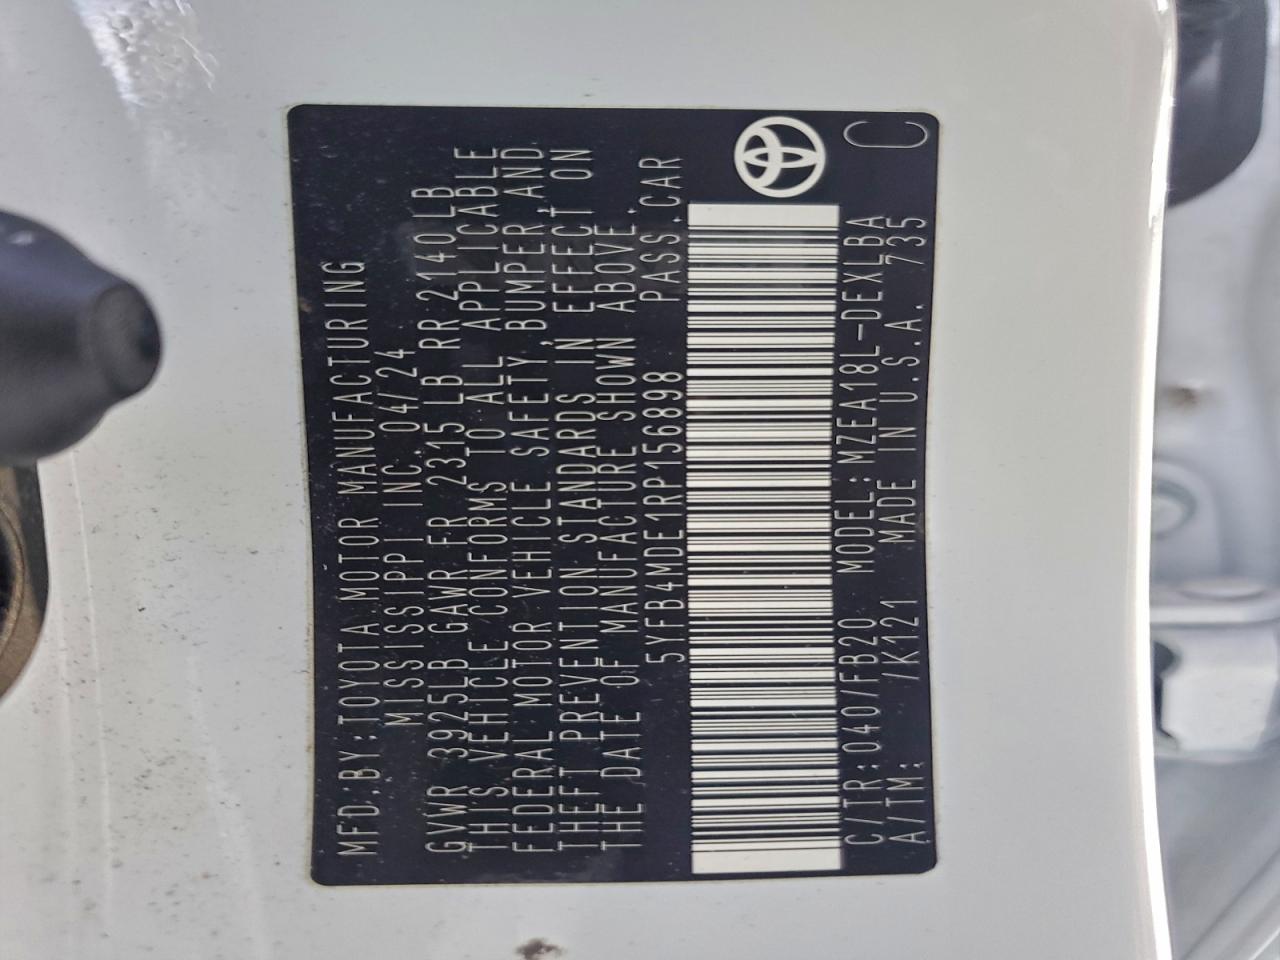 MFD.BY:TOYOTA MOTOR MANUFACTURING
MISSISSIPPI INC. 04/24
GVWR 3925LB GAWR FR 2315 LB RR 2140LB
THIS VEHICLE CONFORMS TO ALL APPLICABLE
FEDERAL MOTOR VEHICLE SAFETY,BUMPER,AND
THEFT PREVENTION STANDARDS IN EFFECT ON
THE DATE OF MANUFACTURE SHOWN ABOVE.
5YFB4MDE1RP156898 PASS.CAR
C/TR:040/FB20 MODEL:MZEA18L-DEXLBA
A/TM: /K121 MADE IN U.S.A. 735
C